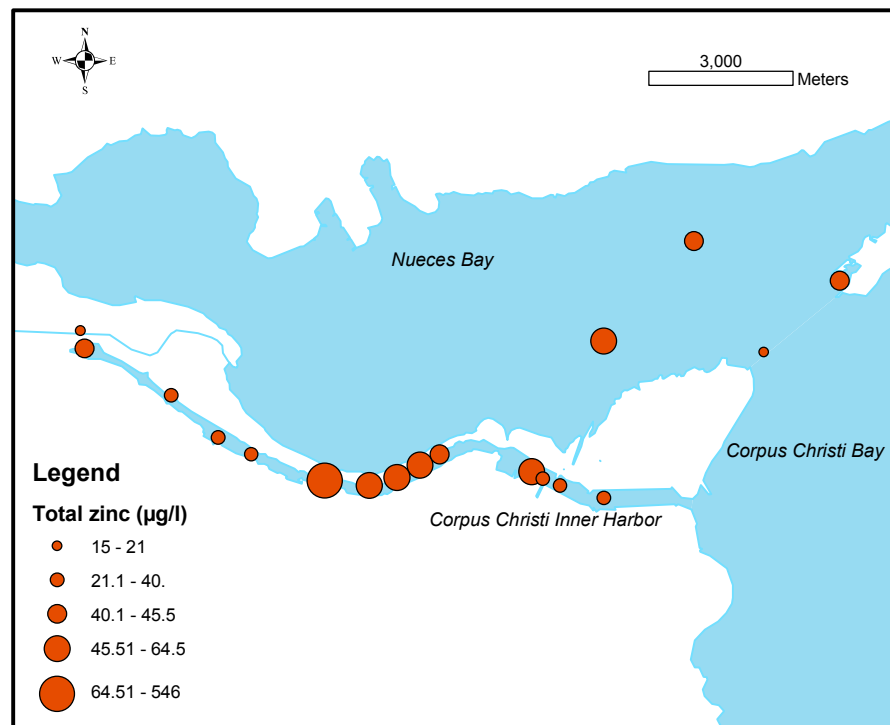 N
W E
S
3,000
Meters
Nueces Bay
Corpus Christi Bay
Corpus Christi Inner Harbor
Legend
Total zinc (µg/l)
15 - 21
21.1 - 40.
40.1 - 45.5
45.51 - 64.5
64.51 - 546